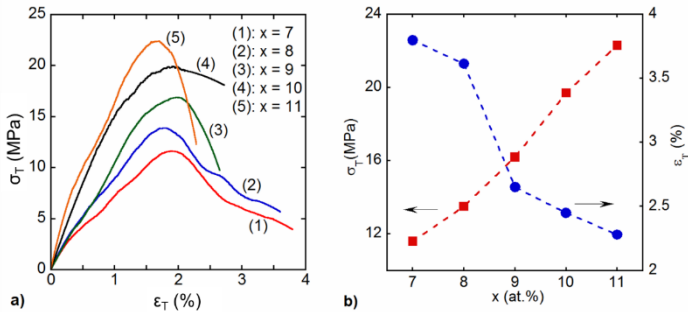 25
20
15
10
5
0
σT (MPa)
0 1 2 3 4
εT (%)
a)
(5)
(4)
(3)
(2)
(1)
(1): x = 7
(2): x = 8
(3): x = 9
(4): x = 10
(5): x = 11
24
20
16
12
σT(MPa)
7 8 9 10 11
x (at.%)
b)
4
3.5
3
2.5
2
εT (%)